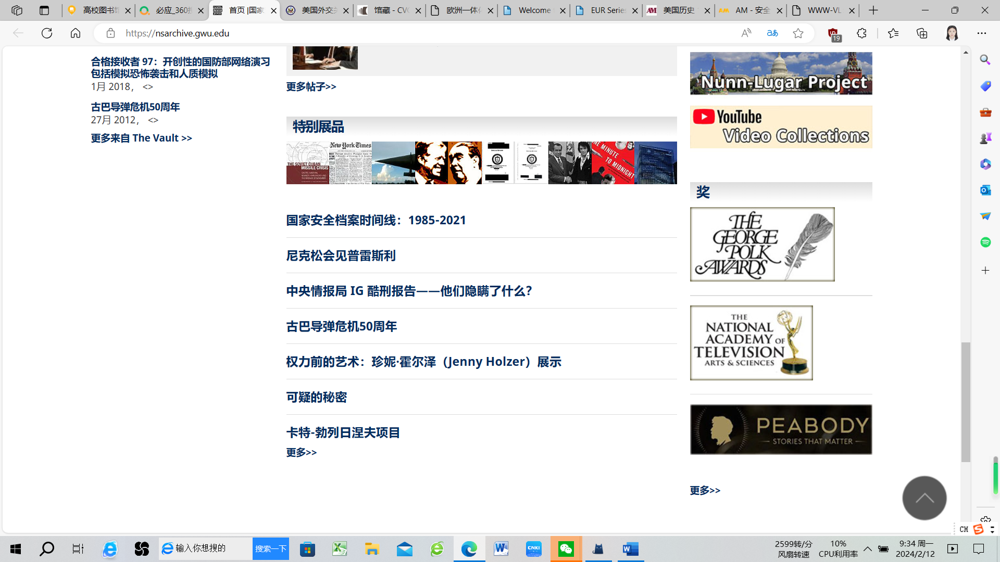 高校图书馆
必应_360搜
首页 |国家
美国外交关
馆藏 - CVC
欧洲一体化
Welcome
EUR Series
美国历史
AM - 安全
WWW-VL
https://nsarchive.gwu.edu
19
合格接收者 97：开创性的国防部网络演习
包括模拟恐怖袭击和人质模拟
1月 2018， <>
古巴导弹危机50周年
27月 2012， <>
更多来自 The Vault >>
更多帖子>>
特别展品
THE SOVIET CUBAN
MISSILE CRISIS
New York Times
ONE MINUTE
TO MIDNIGHT
国家安全档案时间线：1985-2021
尼克松会见普雷斯利
中央情报局 IG 酷刑报告——他们隐瞒了什么？
古巴导弹危机50周年
权力前的艺术：珍妮·霍尔泽（Jenny Holzer）展示
可疑的秘密
卡特-勃列日涅夫项目
更多>>
Nunn-Lugar Project
YouTube
Video Collections
奖
THE
GEORGE
POLK
AWARDS
THE
NATIONAL
ACADEMY OF
TELEVISION
ARTS & SCIENCES
PEABODY
STORIES THAT MATTER
更多>>
CH
输入你想搜的
搜索一下
CNKI
2599转/分
风扇转速
10%
CPU利用率
9:34 周一
2024/2/12